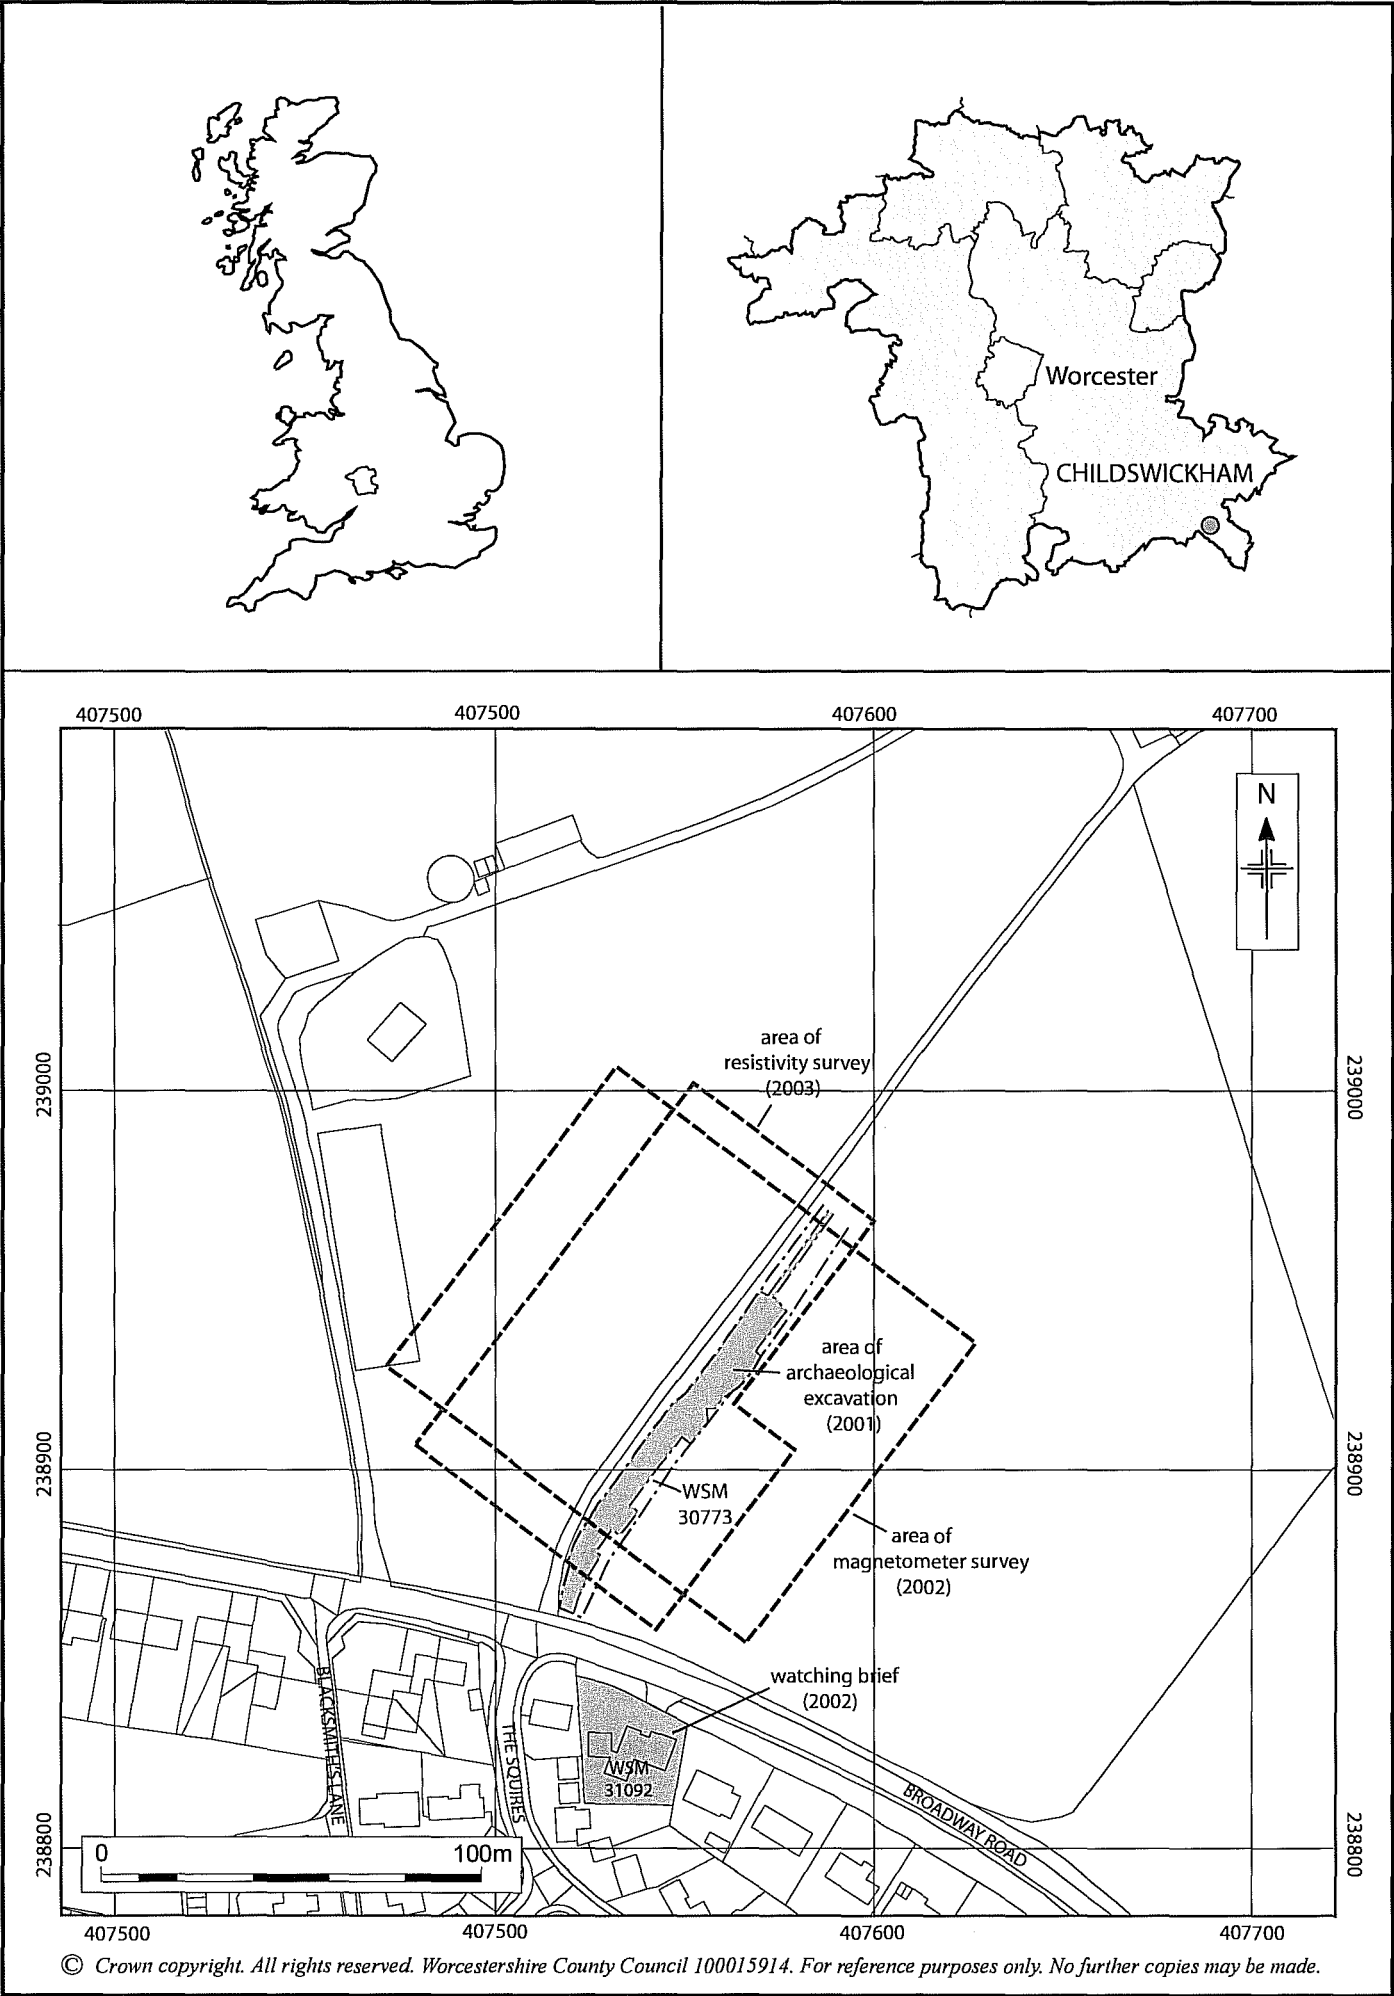 Worcester
CHILDSWICKHAM
407500
407500
407600
407700
N
239000
239000
area of
resistivity survey
(2003)
area of
archaeological
excavation
(2001)
238900
238900
WSM
30773
area of
magnetometer survey
(2002)
watching brief
(2002)
BLACKSMITH'S LANE
THE SQUIRES
WSM
31092
BROADWAY ROAD
238800
238800
0
100m
407500
407500
407600
407700
© Crown copyright. All rights reserved. Worcestershire County Council 100015914. For reference purposes only. No further copies may be made.